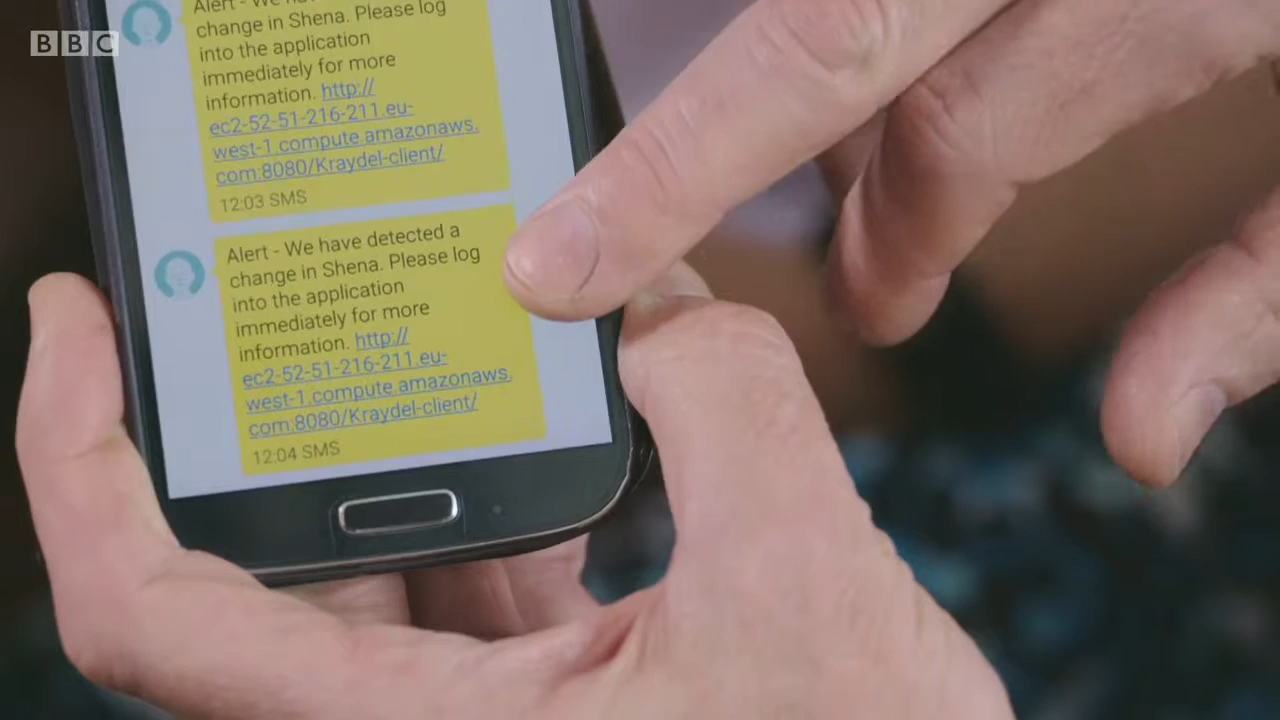 BBC
Alert - We have
change in Shena. Please log
into the application
immediately for more
information. http://
ec2-52-51-216-211.eu-
west-1.compute.amazonaws.
com:8080/Kraydel-client/
12:03 SMS
Alert - We have detected a
change in Shena. Please log
into the application
immediately for more
information. http://
ec2-52-51-216-211.eu-
west-1.compute.amazonaws.
com:8080/Kraydel-client/
12:04 SMS